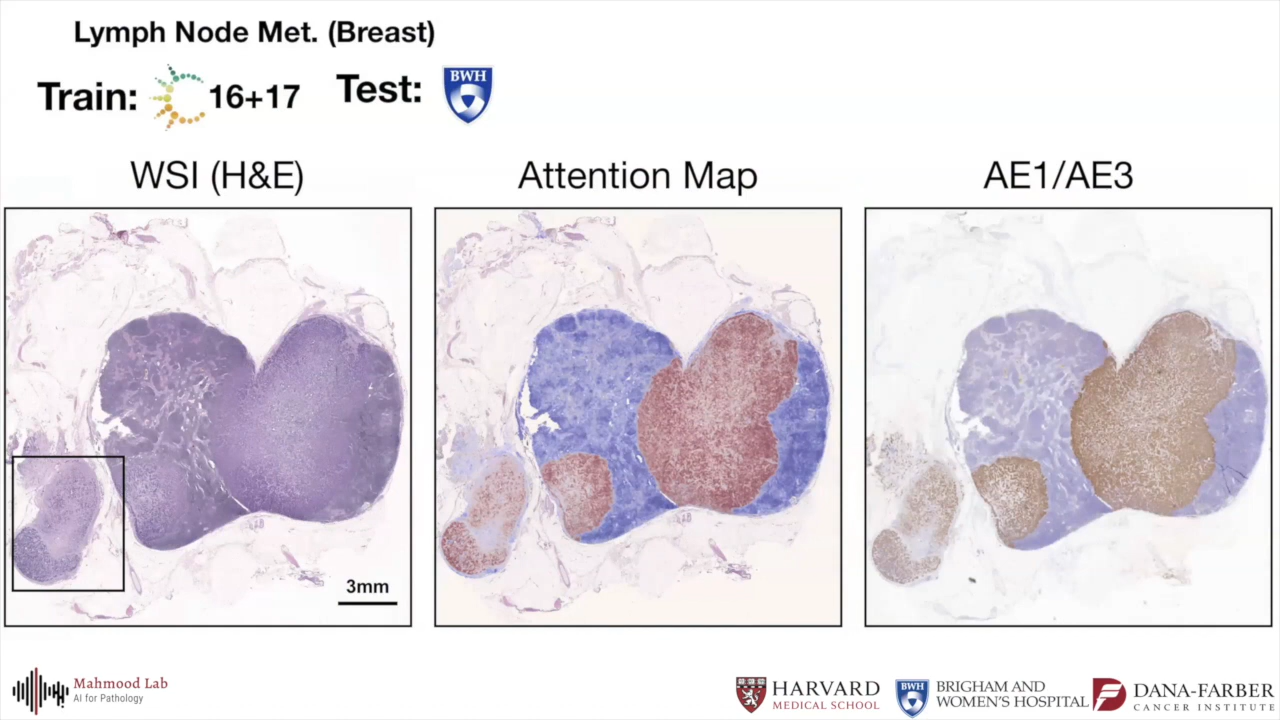 Lymph Node Met. (Breast)
Train: 16+17 Test: BWH
WSI (H&E) Attention Map AE1/AE3
3mm
Mahmood Lab
AI for Pathology
HARVARD
MEDICAL SCHOOL
BWH
BRIGHAM AND
WOMEN'S HOSPITAL
DANA-FARBER
CANCER INSTITUTE